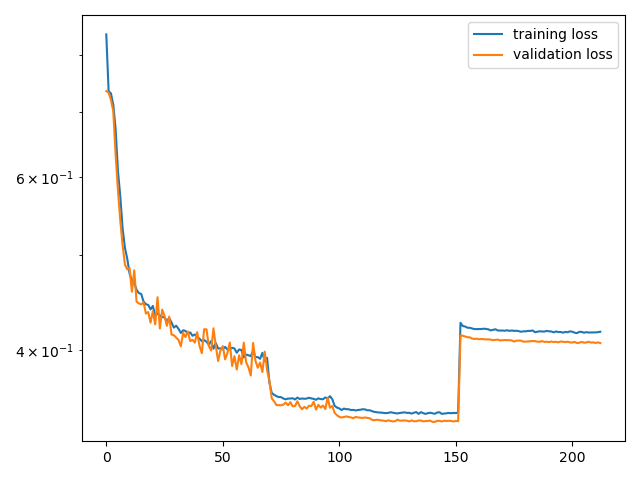 training loss
validation loss
6 × 10⁻¹
4 × 10⁻¹
0 50 100 150 200